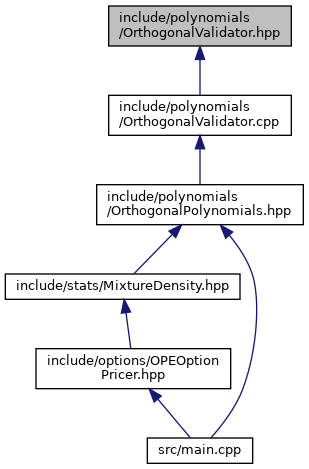 include/polynomials
/OrthogonalValidator.hpp
include/polynomials
/OrthogonalValidator.cpp
include/polynomials
/OrthogonalPolynomials.hpp
include/stats/MixtureDensity.hpp
include/options/OPEOption
Pricer.hpp
src/main.cpp